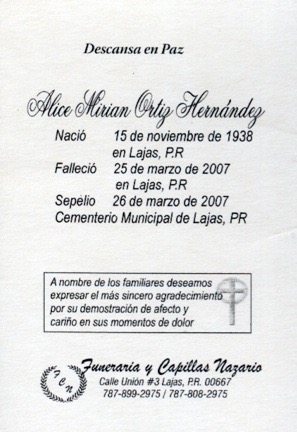 Descansa en Paz
Alice Mirian Ortiz Hernández
Nació 15 de noviembre de 1938
en Lajas, P.R
Falleció 25 de marzo de 2007
en Lajas, P.R
Sepelio 26 de marzo de 2007
Cementerio Municipal de Lajas, PR
A nombre de los familiares deseamos
expresar el más sincero agradecimiento
por su demostración de afecto y
cariño en sus momentos de dolor
Funeraria y Capillas Nazario
FCN
Calle Unión #3 Lajas, P.R. 00667
787-899-2975 / 787-808-2975